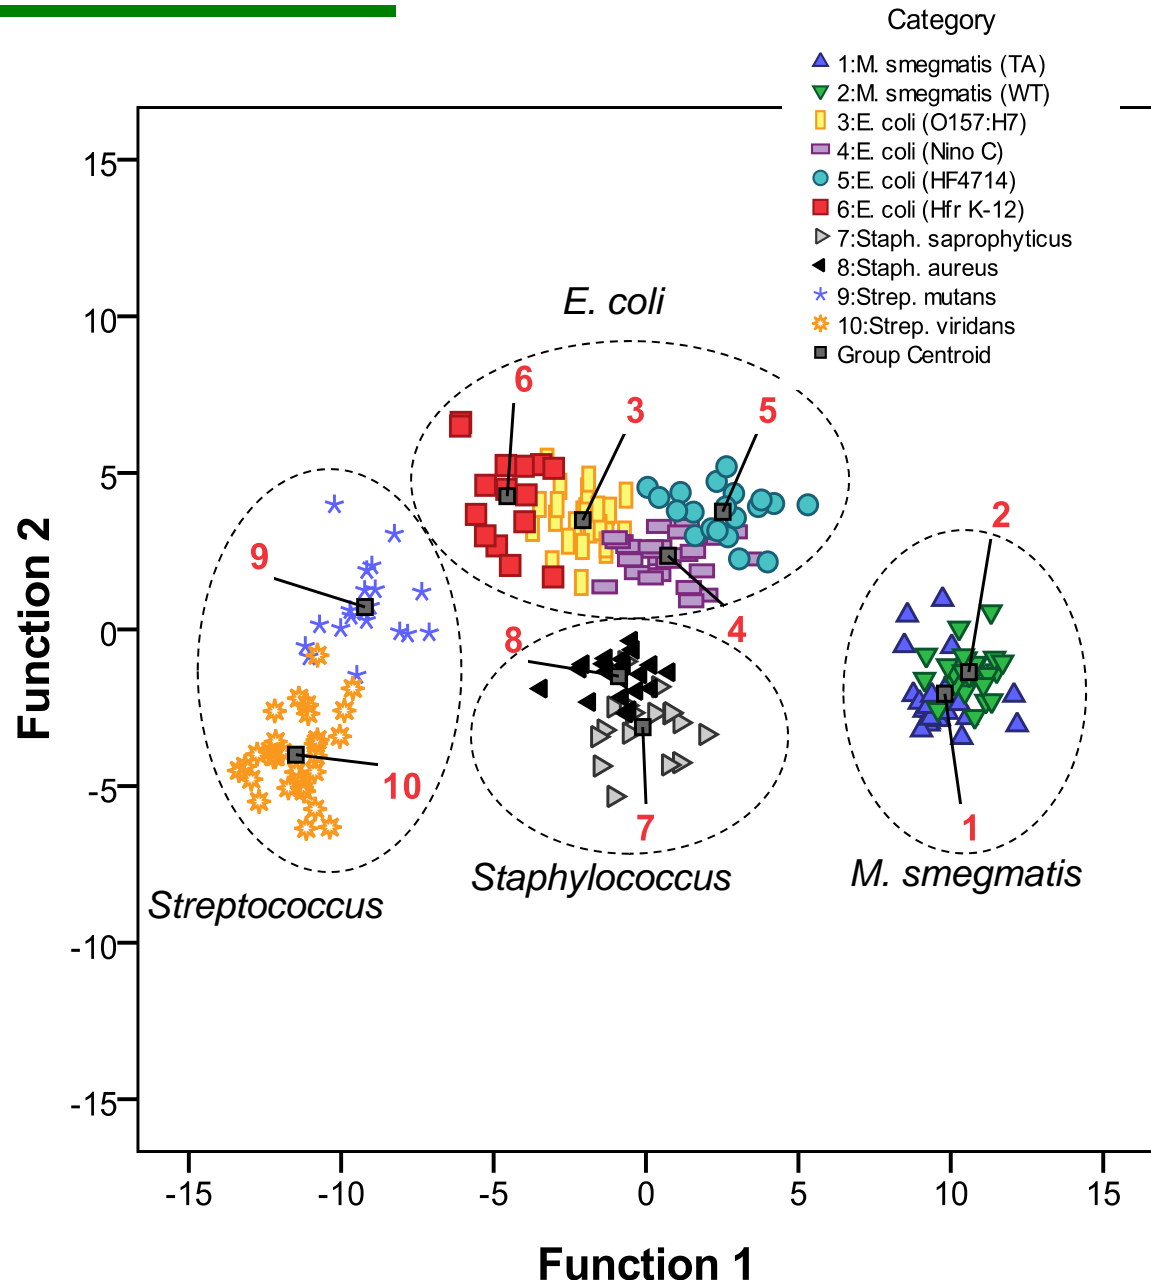 Category
1:M. smegmatis (TA)
2:M. smegmatis (WT)
3:E. coli (O157:H7)
4:E. coli (Nino C)
5:E. coli (HF4714)
6:E. coli (Hfr K-12)
7:Staph. saprophyticus
8:Staph. aureus
9:Strep. mutans
10:Strep. viridans
Group Centroid
15
10
5
0
-5
-10
-15
Function 2
E. coli
6
3
5
2
9
8
4
10
7
1
Streptococcus
Staphylococcus
M. smegmatis
-15
-10
-5
0
5
10
15
Function 1